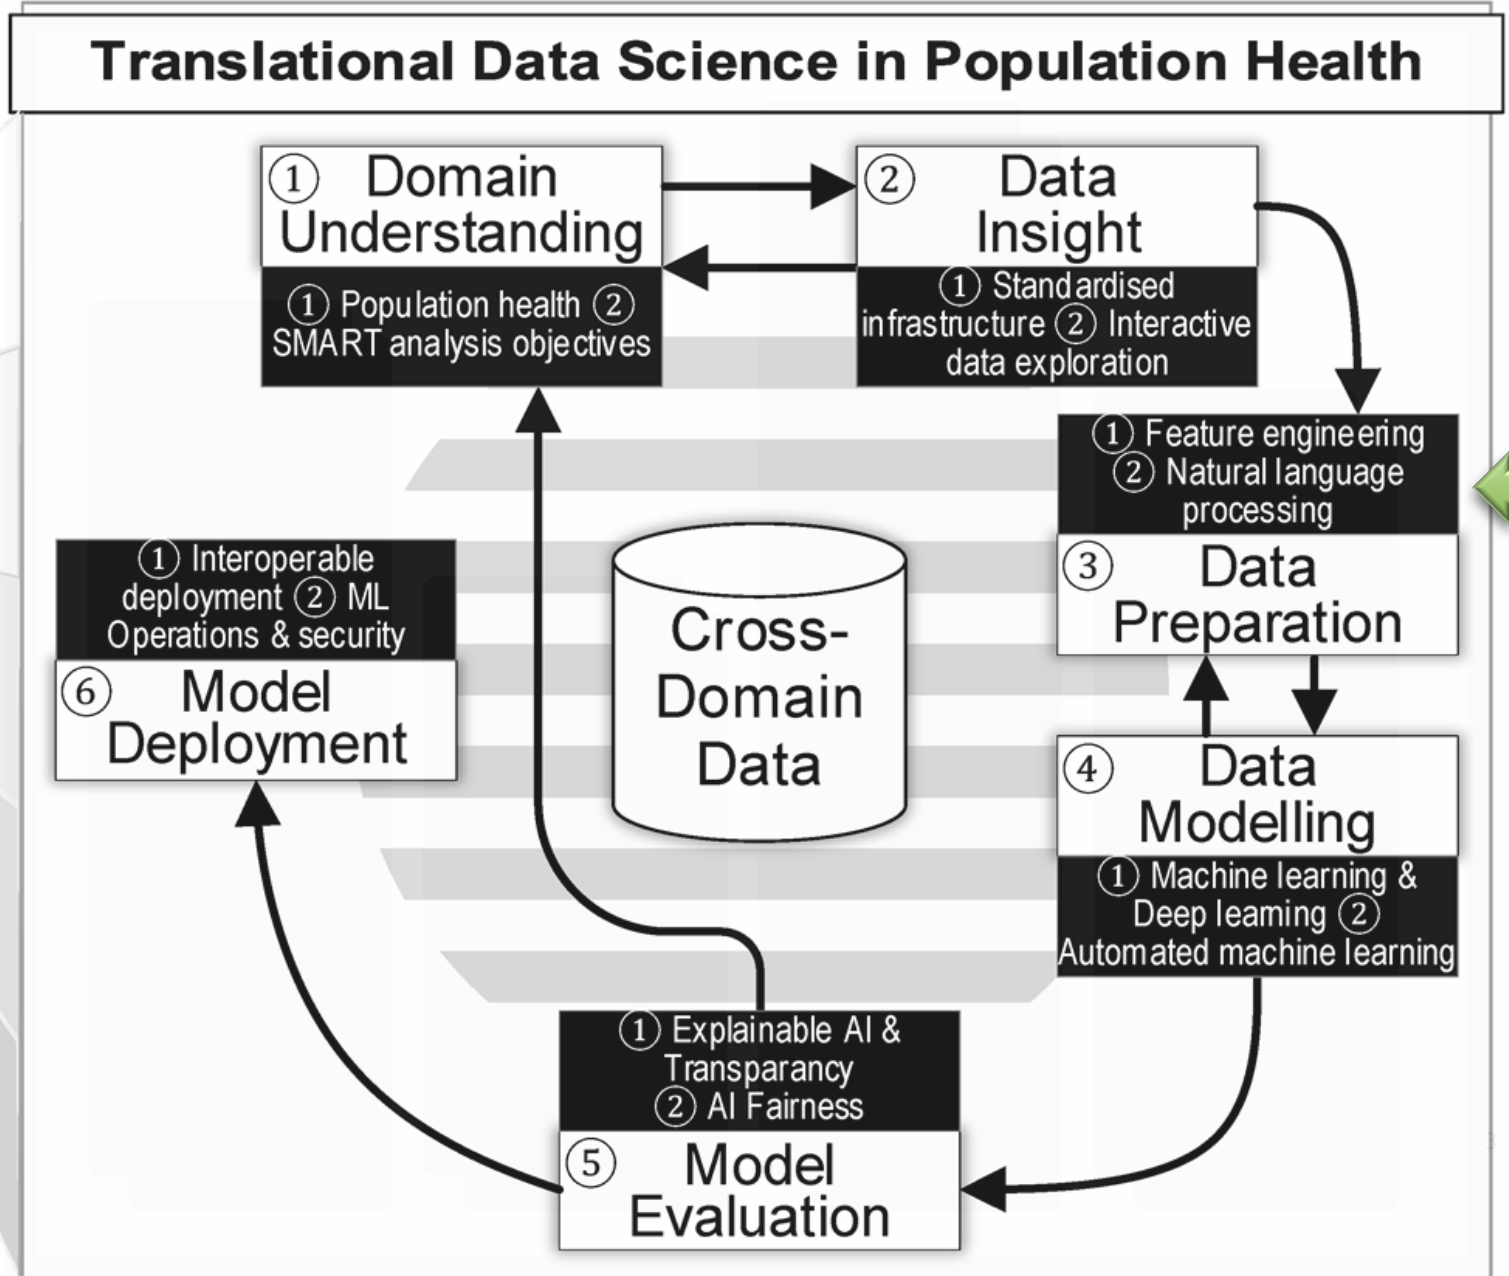 Translational Data Science in Population Health
① Domain
Understanding
① Population health ②
SMART analysis objectives
② Data
Insight
① Standardised
infrastructure ② Interactive
data exploration
① Feature engineering
② Natural language
processing
③ Data
Preparation
④ Data
Modelling
① Machine learning &
Deep learning ②
Automated machine learning
① Explainable AI &
Transparancy
② AI Fairness
⑤ Model
Evaluation
① Interoperable
deployment ② ML
Operations & security
⑥ Model
Deployment
Cross-
Domain
Data